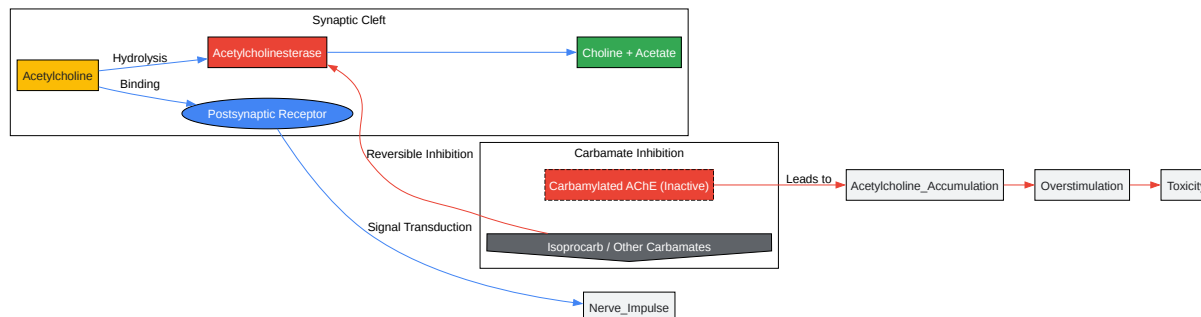 Synaptic Cleft
Acetylcholine
Hydrolysis
Binding
Acetylcholinesterase
Postsynaptic Receptor
Choline + Acetate
Reversible Inhibition
Signal Transduction
Carbamate Inhibition
Carbamylated AChE (Inactive)
Isoprocarb / Other Carbamates
Leads to
Acetylcholine_Accumulation
Overstimulation
Toxicity
Nerve_Impulse